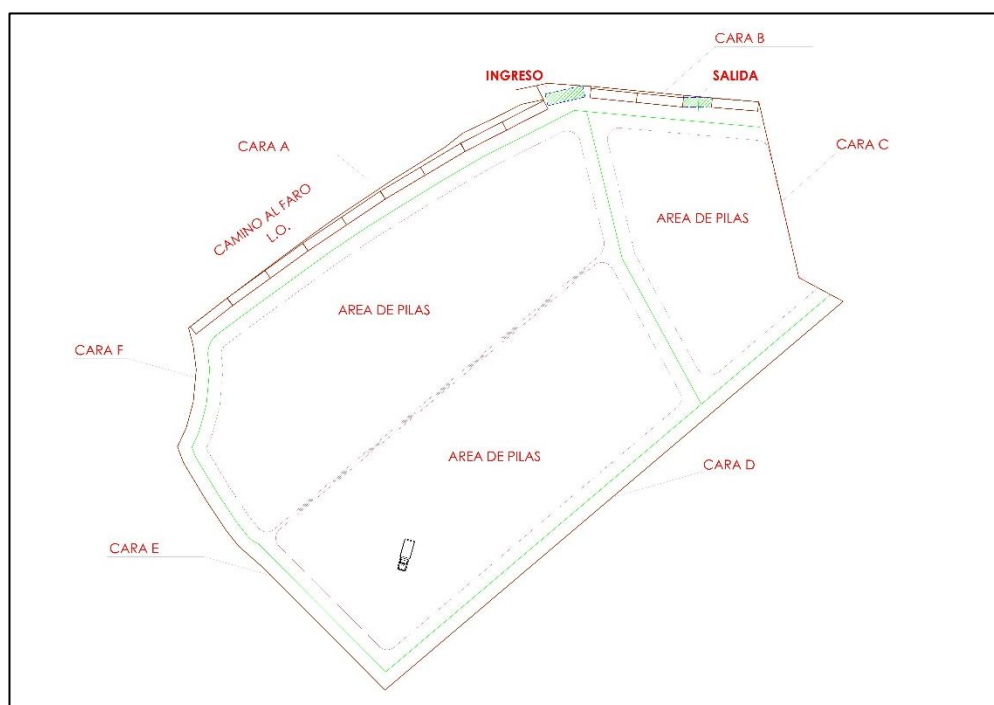 CARA B
INGRESO
SALIDA
CARA A
CARA C
CAMINO AL FARO
L.O.
AREA DE PILAS
AREA DE PILAS
CARA F
AREA DE PILAS
CARA D
CARA E